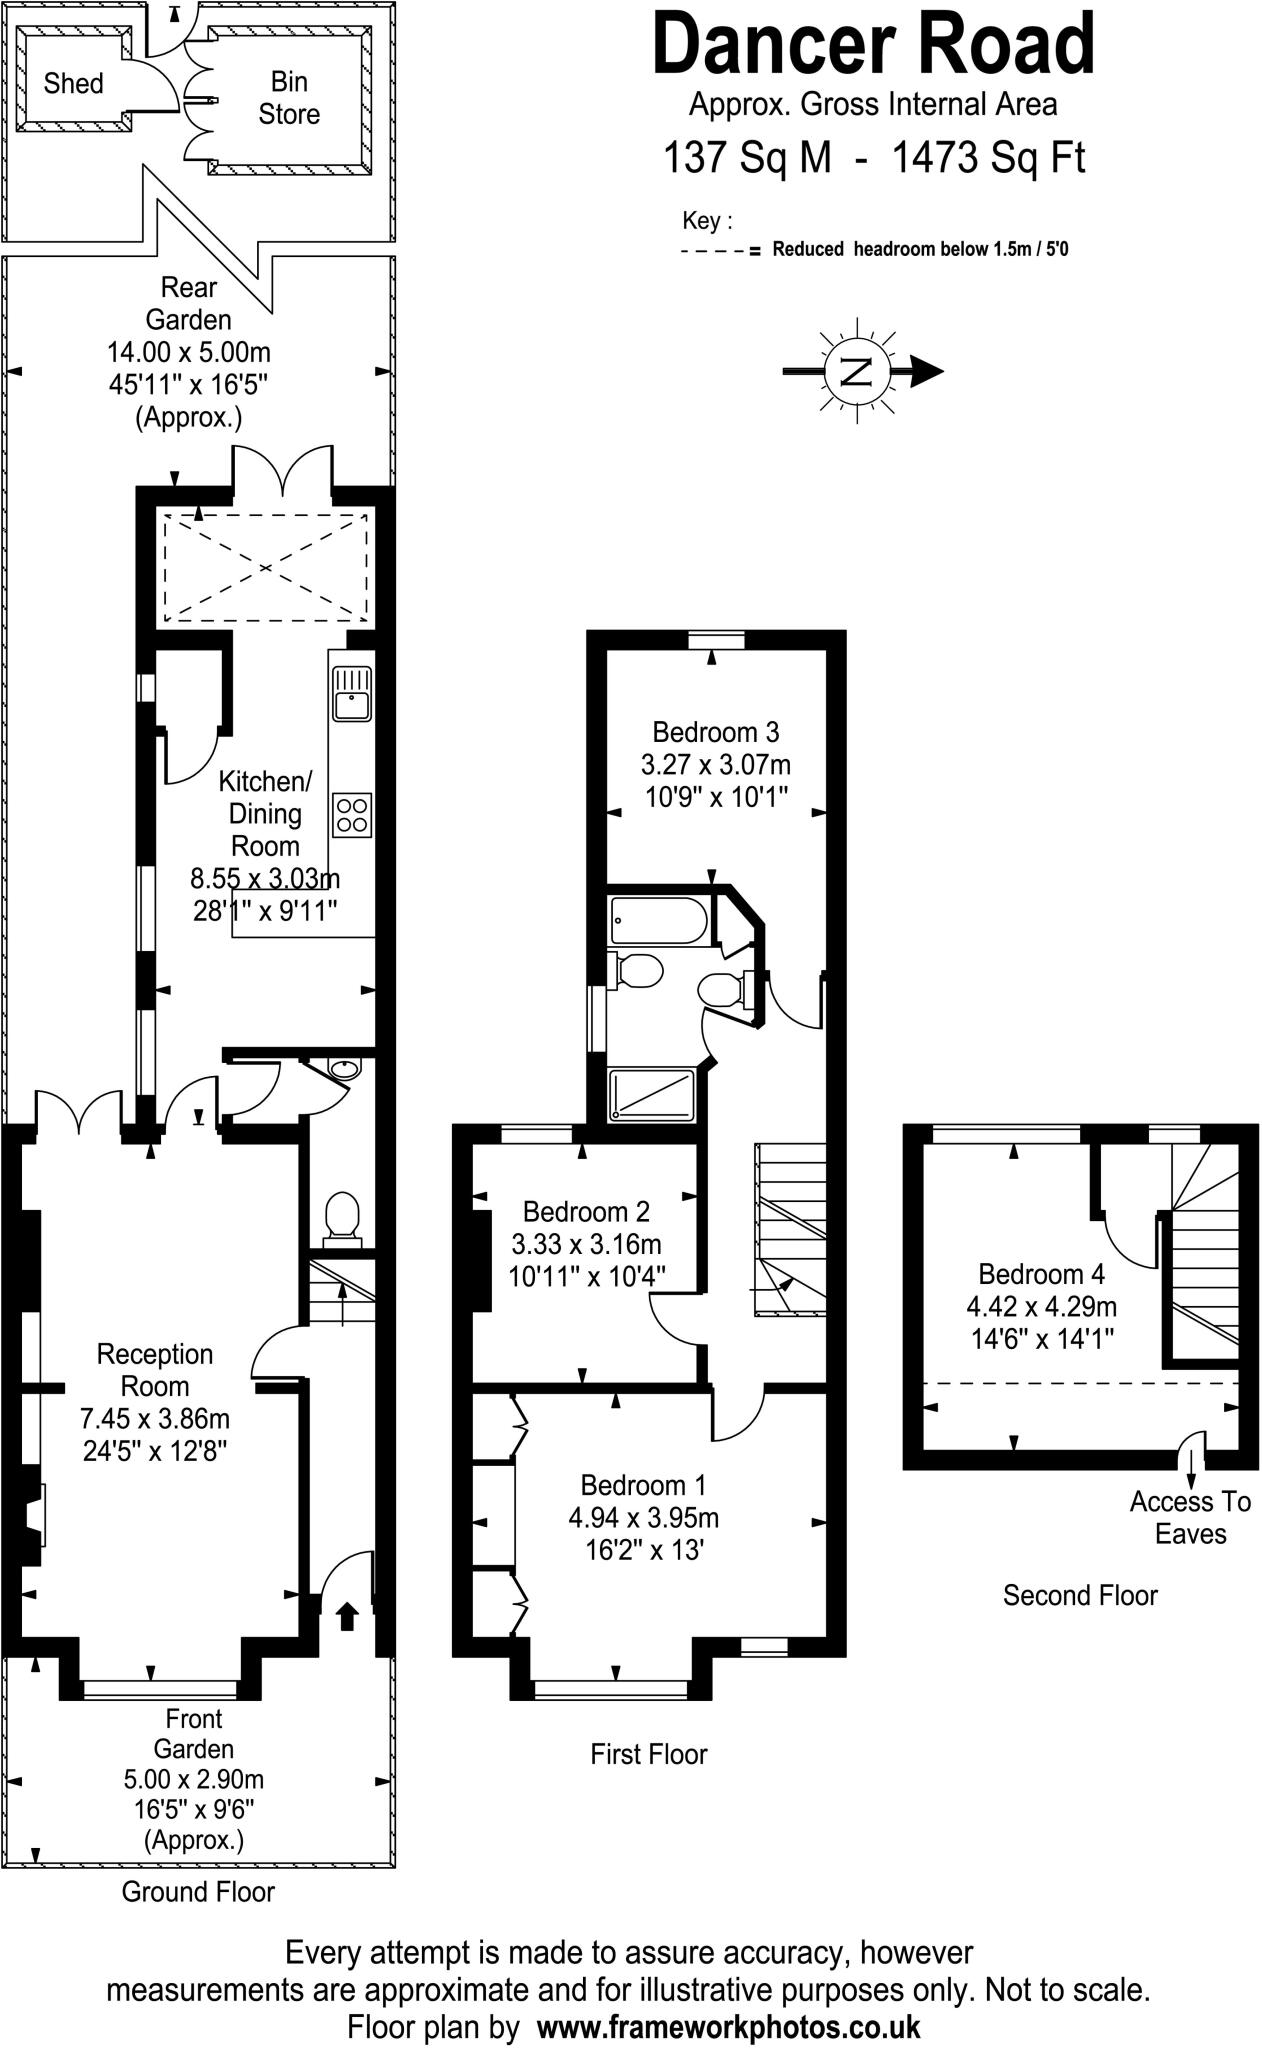 Dancer Road
Approx. Gross Internal Area
137 Sq M - 1473 Sq Ft
Key :
= Reduced headroom below 1.5m / 5'0
N
Shed
Bin
Store
Rear
Garden
14.00 x 5.00m
45'11" x 16'5"
(Approx.)
Kitchen/
Dining
Room
8.55 x 3.03m
28'1" x 9'11"
Reception
Room
7.45 x 3.86m
24'5" x 12'8"
Front
Garden
5.00 x 2.90m
16'5" x 9'6"
(Approx.)
Ground Floor
Bedroom 3
3.27 x 3.07m
10'9" x 10'1"
Bedroom 2
3.33 x 3.16m
10'11" x 10'4"
Bedroom 1
4.94 x 3.95m
16'2" x 13'
First Floor
Bedroom 4
4.42 x 4.29m
14'6" x 14'1"
Access To
Eaves
Second Floor
Every attempt is made to assure accuracy, however
measurements are approximate and for illustrative purposes only. Not to scale.
Floor plan by www.frameworkphotos.co.uk